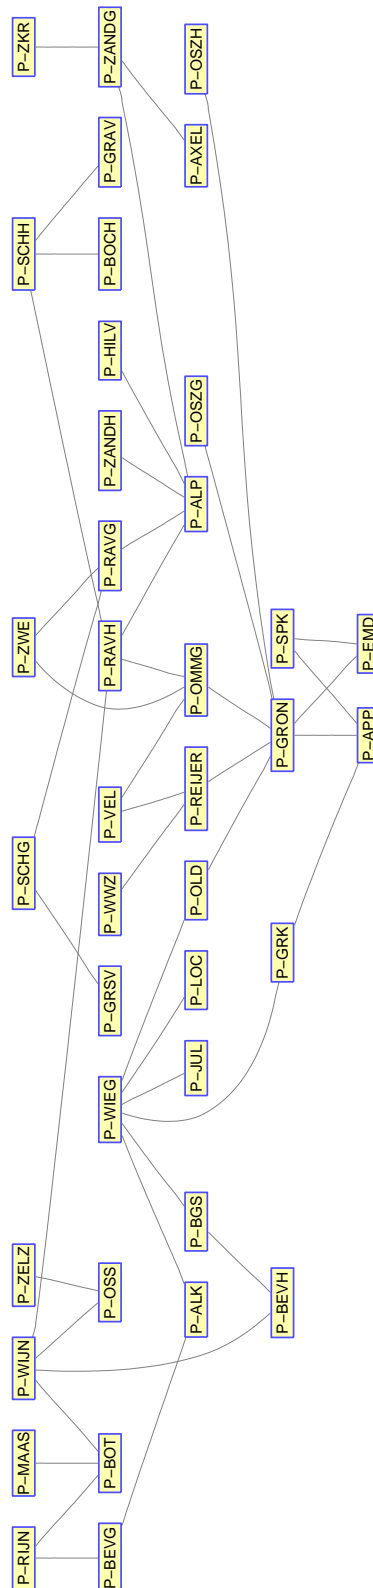 P–ZKR
P–SCHH
P–ZWE
P–SCHG
P–ZELZ
P–WIJN
P–MAAS
P–RIJN
P–ZANDG
P–GRAV
P–BOCH
P–HILV
P–ZANDH
P–RAVG
P–RAVH
P–VEL
P–WWZ
P–GRSV
P–WIEG
P–OSS
P–BOT
P–BEVG
P–OSZH
P–AXEL
P–OSZG
P–ALP
P–OMMG
P–REIJER
P–OLD
P–LOC
P–JUL
P–BGS
P–ALK
P–SPK
P–GRON
P–GRK
P–BEVH
P–EMD
P–APP